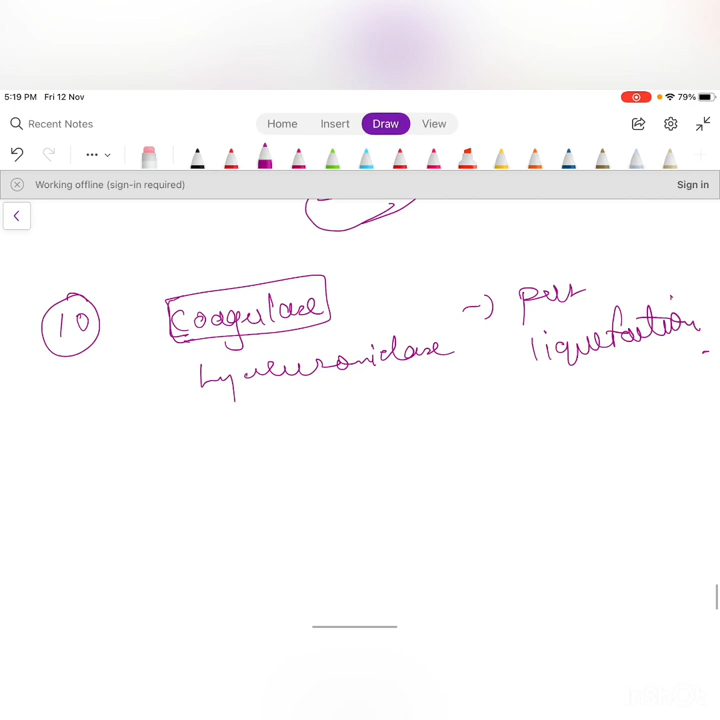 5:19 PM Fri 12 Nov 79%
Recent Notes Home Insert Draw View
Working offline (sign-in required) Sign in
10 Coagulase → pus
hyaluronidase liquefaction